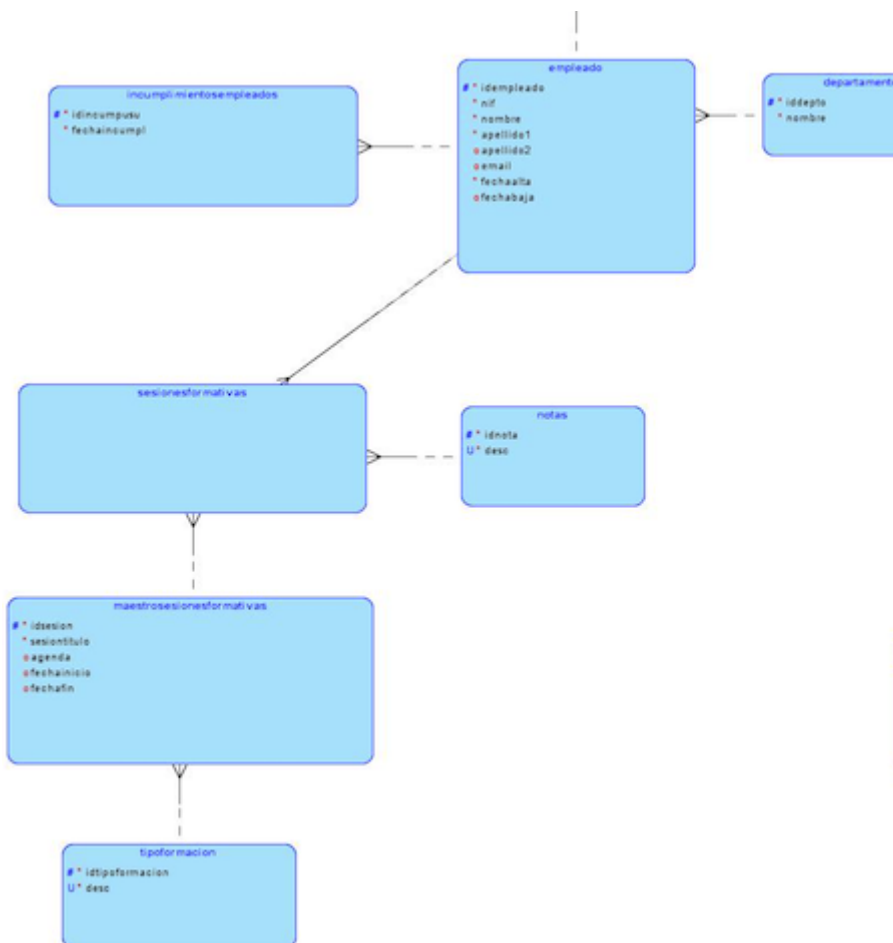 empleado
# * idempleado
* nif
* nombre
* apellido1
o apellido2
o email
* fechaalta
o fechabaja
incumplimientosempleados
# * idincumpusu
* fechaincumpl
departamento
# * iddepto
* nombre
sesionesformativas
notas
# * idnota
U * desc
maestrosesionesformativas
# * idsesion
* sesiontitulo
o agenda
o fechainicio
o fechafin
tipoformacion
# * idtipoformacion
U * desc